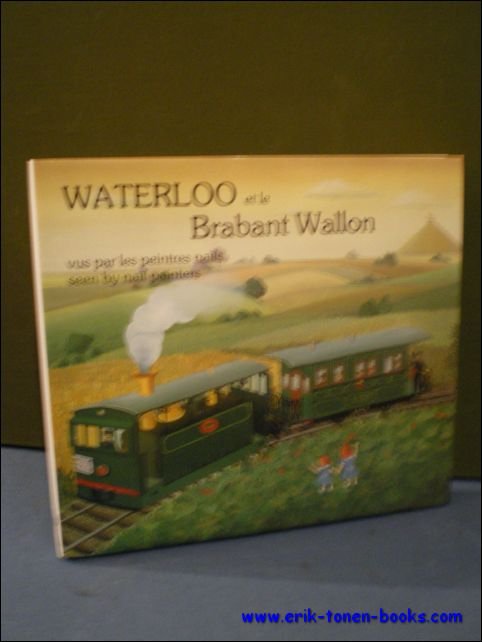 WATERLOO et le
Brabant Wallon
vus par les peintres naïfs
seen by naïf painters
www.erik-tonen-books.com